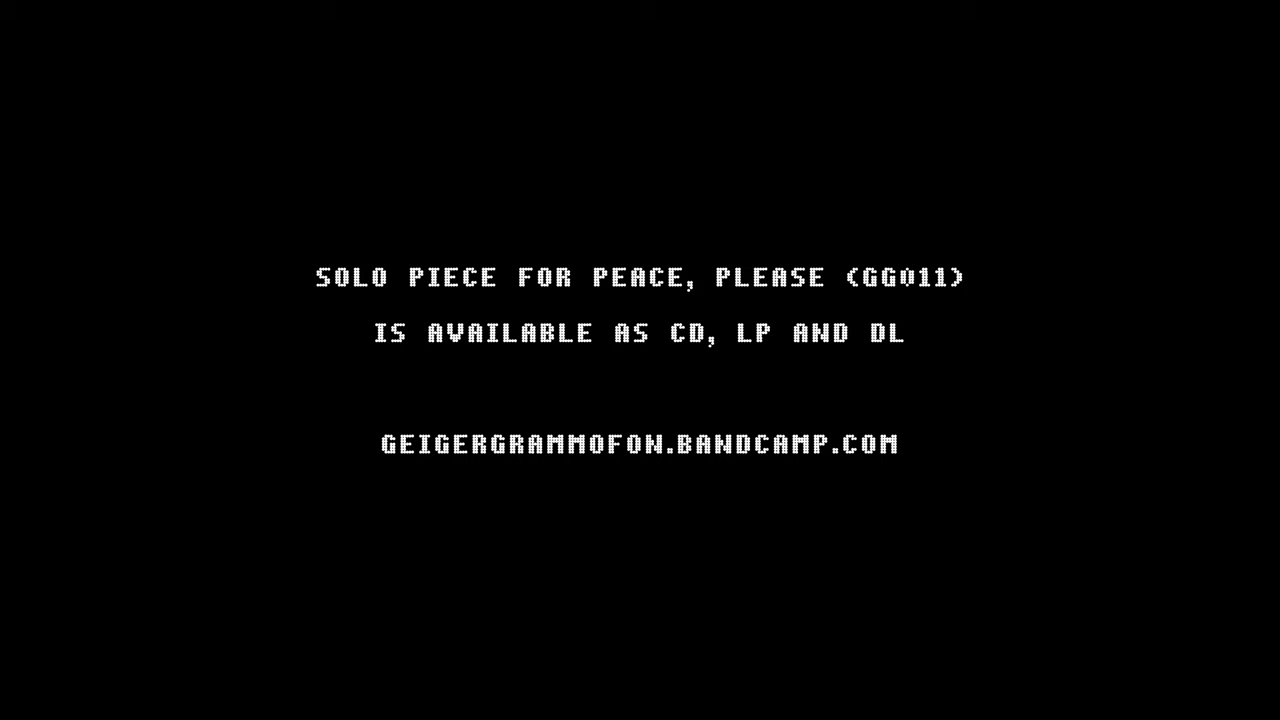 SOLO PIECE FOR PEACE, PLEASE (GG011)
IS AVAILABLE AS CD, LP AND DL
GEIGERGRAMMOFON.BANDCAMP.COM